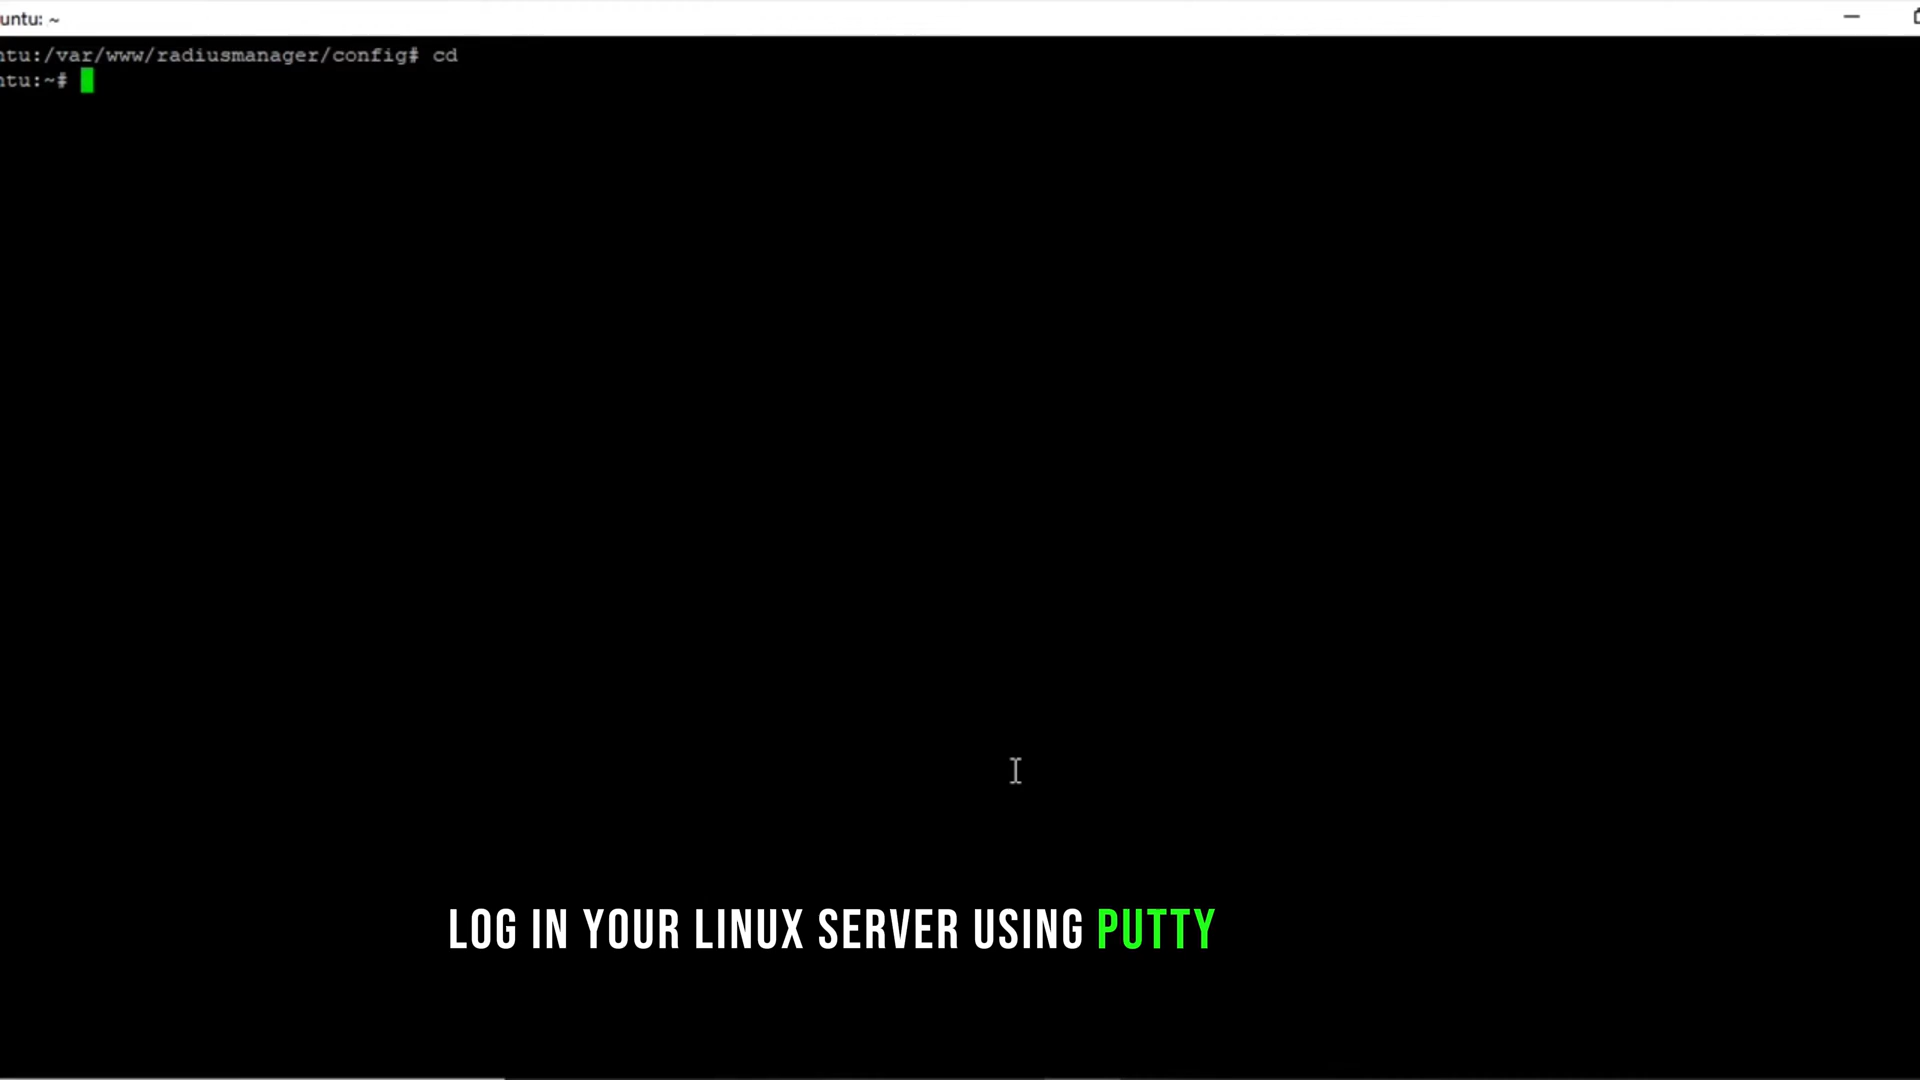 untu: ~
ntu:/var/www/radiusmanager/config# cd
ntu:~#
LOG IN YOUR LINUX SERVER USING PUTTY